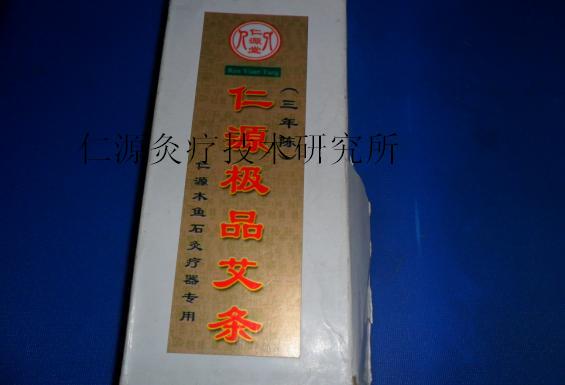 仁源堂
Ren Yuan Tang
仁源极品艾条
(三年陈)
仁源木鱼石灸疗器专用
仁源灸疗技术研究所